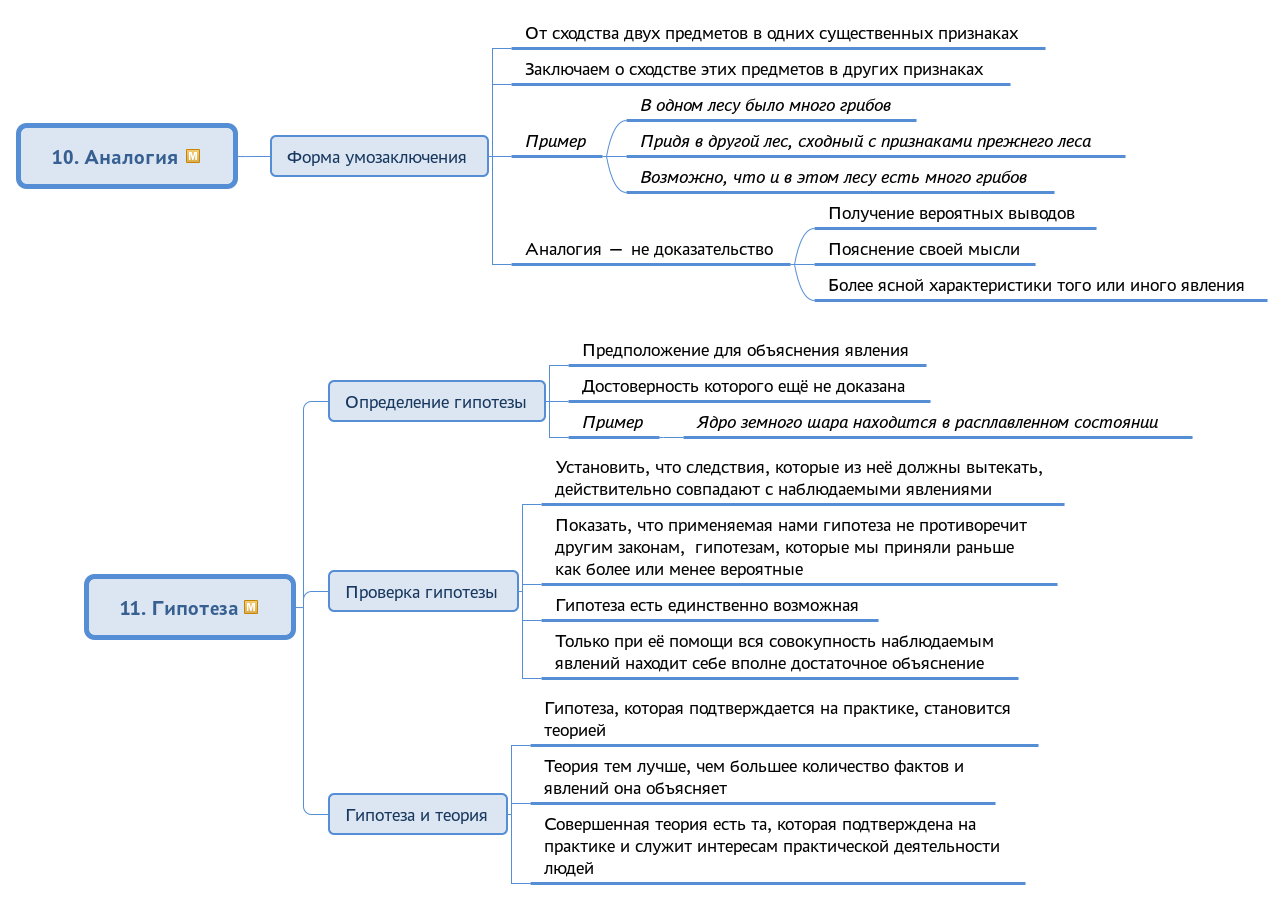 От сходства двух предметов в одних существенных признаках
Заключаем о сходстве этих предметов в других признаках
В одном лесу было много грибов
10. Аналогия M
Форма умозаключения
Пример
Придя в другой лес, сходный с признаками прежнего леса
Возможно, что и в этом лесу есть много грибов
Получение вероятных выводов
Аналогия — не доказательство
Пояснение своей мысли
Более ясной характеристики того или иного явления
Предположение для объяснения явления
Определение гипотезы
Достоверность которого ещё не доказана
Пример
Ядро земного шара находится в расплавленном состоянии
Установить, что следствия, которые из неё должны вытекать,
действительно совпадают с наблюдаемыми явлениями
Показать, что применяемая нами гипотеза не противоречит
другим законам,  гипотезам, которые мы приняли раньше
как более или менее вероятные
11. Гипотеза M
Проверка гипотезы
Гипотеза есть единственно возможная
Только при её помощи вся совокупность наблюдаемым
явлений находит себе вполне достаточное объяснение
Гипотеза, которая подтверждается на практике, становится
теорией
Гипотеза и теория
Теория тем лучше, чем большее количество фактов и
явлений она объясняет
Совершенная теория есть та, которая подтверждена на
практике и служит интересам практической деятельности
людей